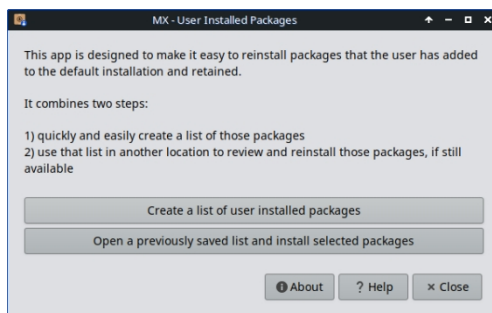 MX - User Installed Packages
This app is designed to make it easy to reinstall packages that the user has added
to the default installation and retained.
It combines two steps:
1) quickly and easily create a list of those packages
2) use that list in another location to review and reinstall those packages, if still
available
Create a list of user installed packages
Open a previously saved list and install selected packages
About ? Help × Close